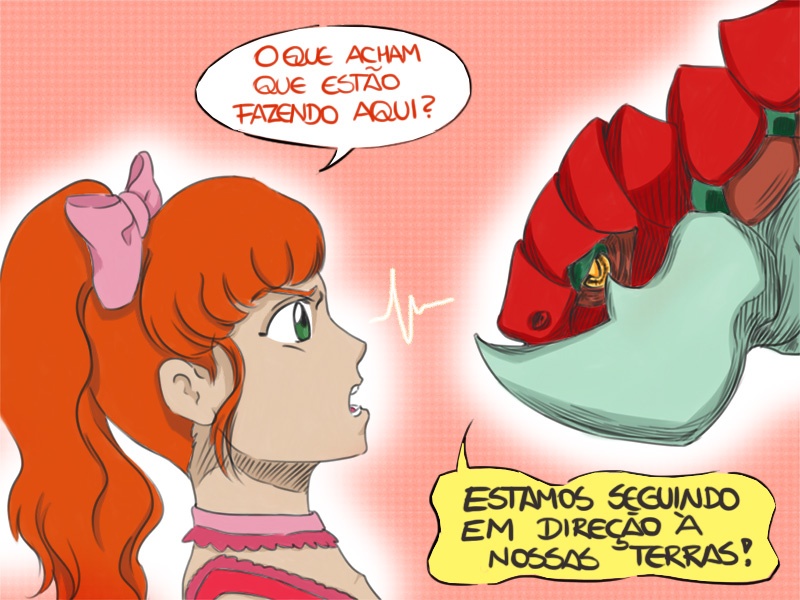 O QUE ACHAM
QUE ESTÃO
FAZENDO AQUI?
ESTAMOS SEGUINDO
EM DIREÇÃO À
NOSSAS TERRAS!